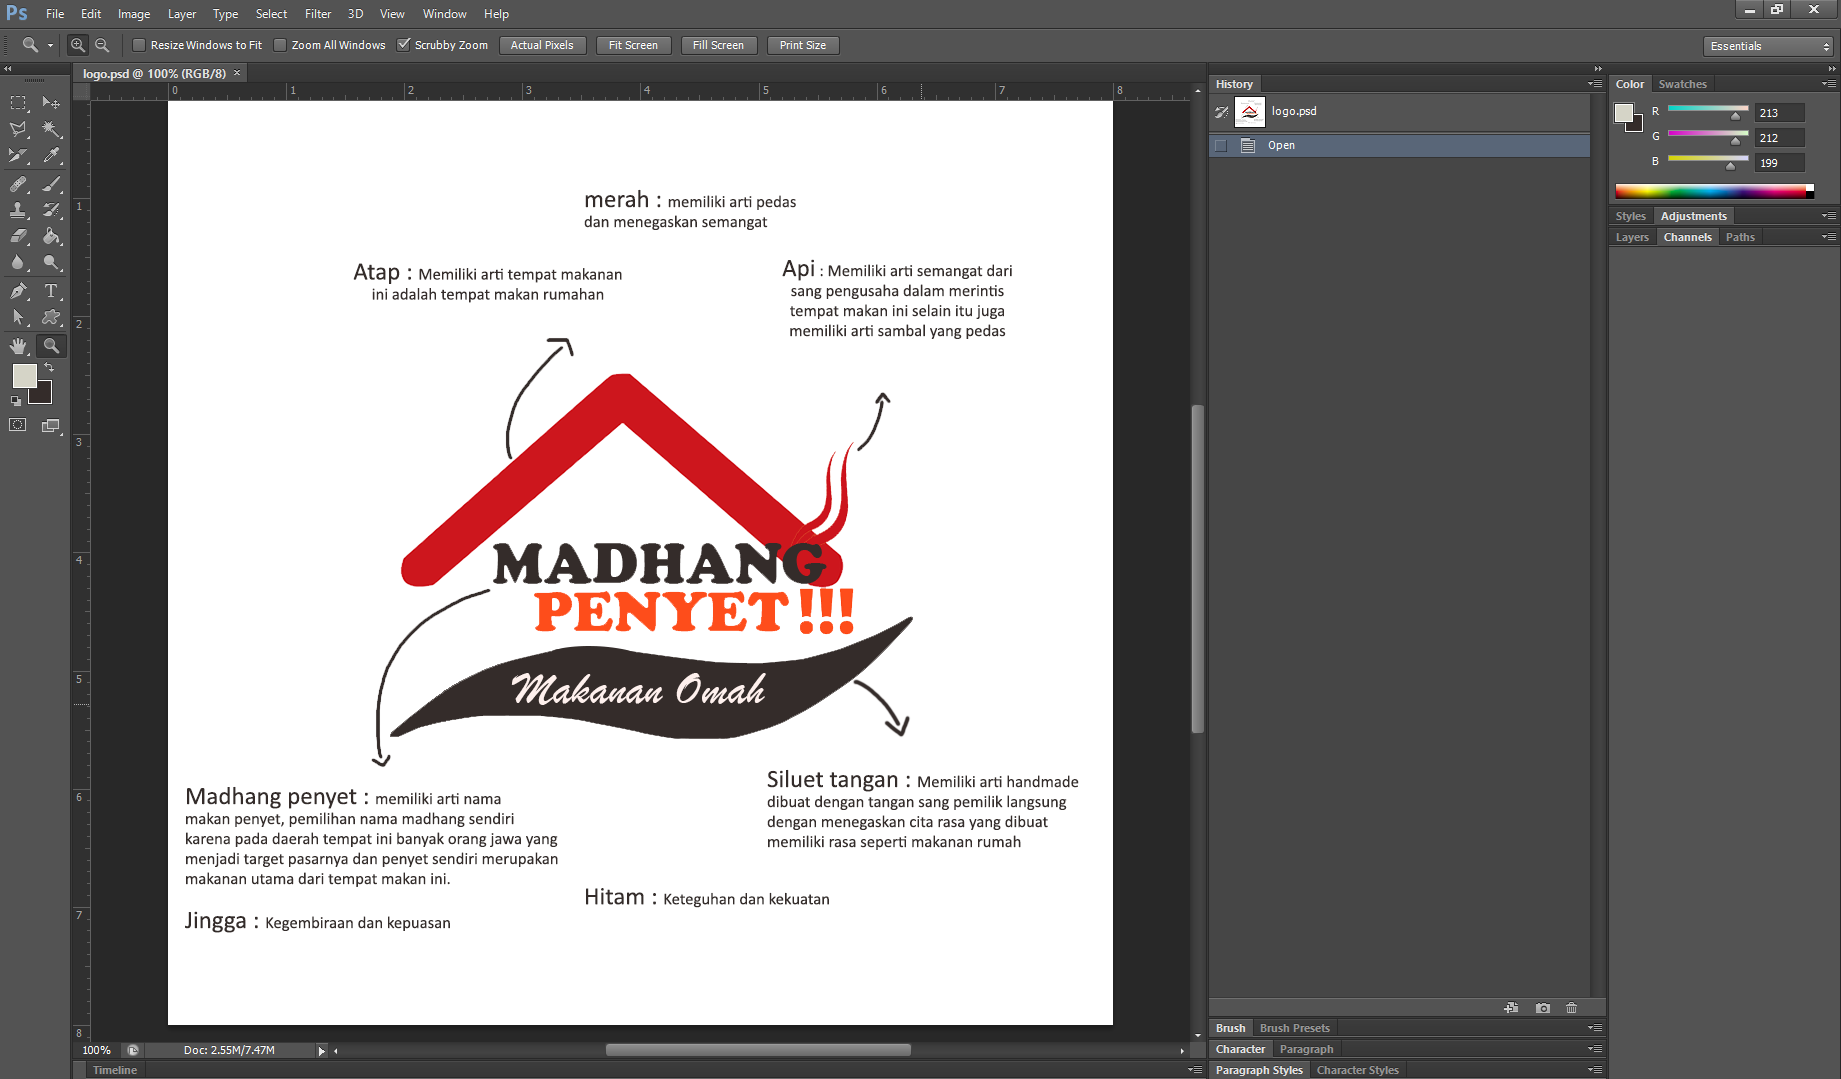 Ps File Edit Image Layer Type Select Filter 3D View Window Help
Resize Windows to Fit Zoom All Windows Scrubby Zoom Actual Pixels Fit Screen Fill Screen Print Size Essentials
logo.psd @ 100% (RGB/8) ×
0 1 2 3 4 5 6 7 8
1
2
3
4
5
6
7
8
merah : memiliki arti pedas
dan menegaskan semangat
Atap : Memiliki arti tempat makanan
ini adalah tempat makan rumahan
Api : Memiliki arti semangat dari
sang pengusaha dalam merintis
tempat makan ini selain itu juga
memiliki arti sambal yang pedas
MADHANG
PENYET!!!
Makanan Omah
Madhang penyet : memiliki arti nama
makan penyet, pemilihan nama madhang sendiri
karena pada daerah tempat ini banyak orang jawa yang
menjadi target pasarnya dan penyet sendiri merupakan
makanan utama dari tempat makan ini.
Siluet tangan : Memiliki arti handmade
dibuat dengan tangan sang pemilik langsung
dengan menegaskan cita rasa yang dibuat
memiliki rasa seperti makanan rumah
Hitam : Keteguhan dan kekuatan
Jingga : Kegembiraan dan kepuasan
100% Doc: 2.55M/7.47M
Timeline
History
logo.psd
Open
Brush Brush Presets
Character Paragraph
Paragraph Styles Character Styles
Color Swatches
R 213
G 212
B 199
Styles Adjustments
Layers Channels Paths